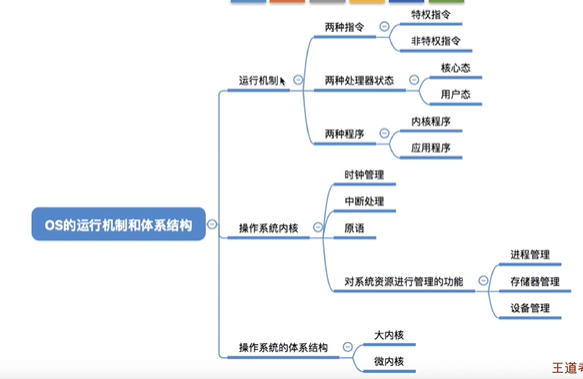 OS的运行机制和体系结构
运行机制
两种指令
特权指令
非特权指令
两种处理器状态
核心态
用户态
两种程序
内核程序
应用程序
操作系统内核
时钟管理
中断处理
原语
对系统资源进行管理的功能
进程管理
存储器管理
设备管理
操作系统的体系结构
大内核
微内核
王道